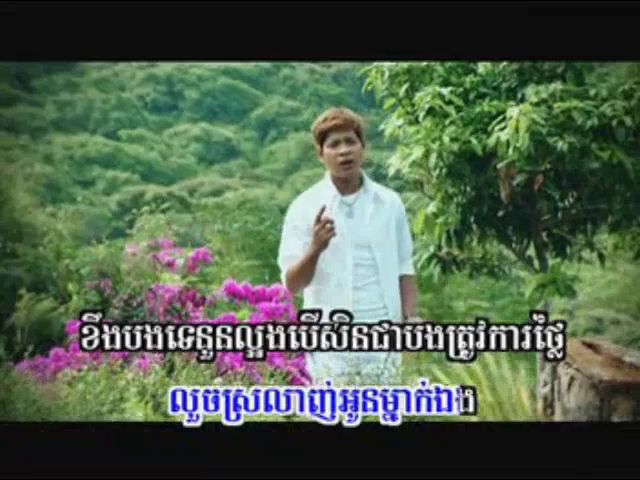 ខឹងបងទេនួនល្អងបើសិនជាបងត្រូវការថ្លៃ
លួចស្រលាញ់អូនម្នាក់ឯង